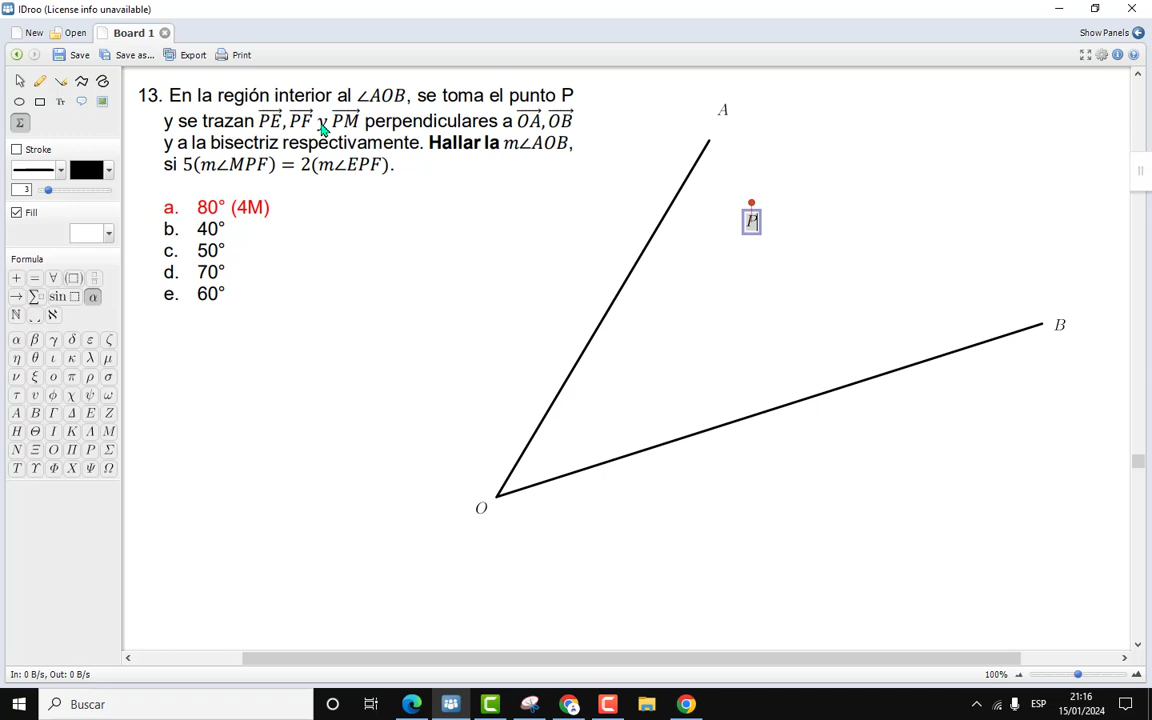 IDroo (License info unavailable)
New Open Board 1 Show Panels
Save Save as... Export Print
Tr
Σ
Stroke
3
Fill
Formula
+ = ∀ (□)
→ ∑□ sin □ α
ℕ ℵ
α β γ δ ε ζ
η θ ι κ λ μ
ν ξ ο π ρ σ
τ υ ϕ χ ψ ω
Α Β Γ Δ Ε Ζ
Η Θ Ι Κ Λ Μ
Ν Ξ Ο Π Ρ Σ
Τ Υ Φ Χ Ψ Ω
13. En la región interior al ∠AOB, se toma el punto P
y se trazan PE, PF y PM perpendiculares a OA, OB
y a la bisectriz respectivamente. Hallar la m∠AOB,
si 5(m∠MPF) = 2(m∠EPF).
a. 80° (4M)
b. 40°
c. 50°
d. 70°
e. 60°
A
P
B
O
In: 0 B/s, Out: 0 B/s 100%
Buscar
ESP
21:16
15/01/2024